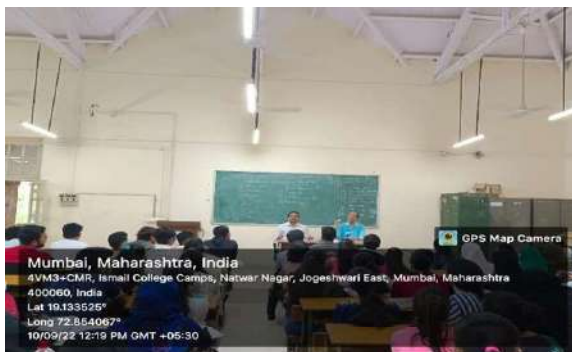 GPS Map Camera
Mumbai, Maharashtra, India
4VM3+CMR, Ismail College Camps, Natwar Nagar, Jogeshwari East, Mumbai, Maharashtra
400060, India
Lat 19.133525°
Long 72.854067°
10/09/22 12:19 PM GMT +05:30